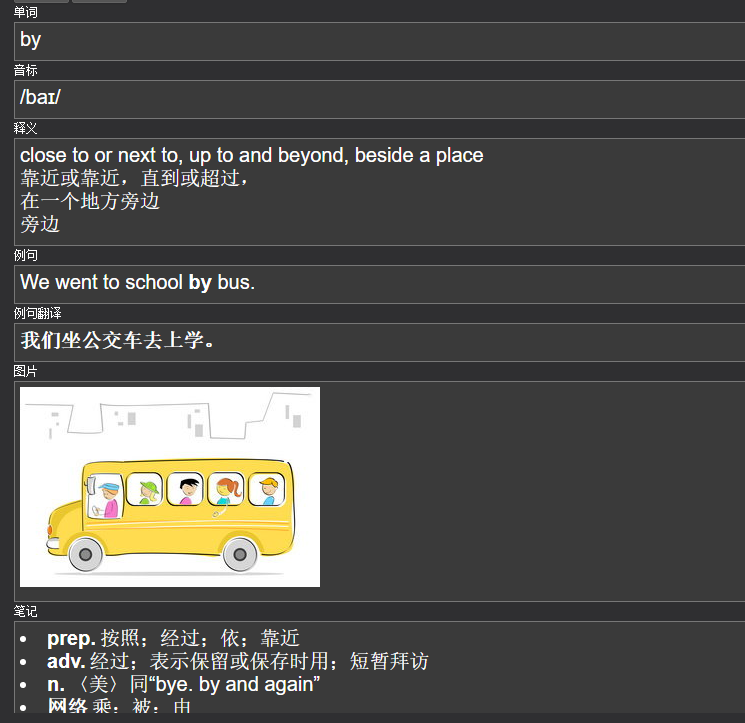 单词
by
音标
/baɪ/
释义
close to or next to, up to and beyond, beside a place
靠近或靠近，直到或超过，
在一个地方旁边
旁边
例句
We went to school by bus.
例句翻译
我们坐公交车去上学。
图片
笔记
prep. 按照；经过；依；靠近
adv. 经过；表示保留或保存时用；短暂拜访
n. 〈美〉同“bye. by and again”
网络 乘；被；由